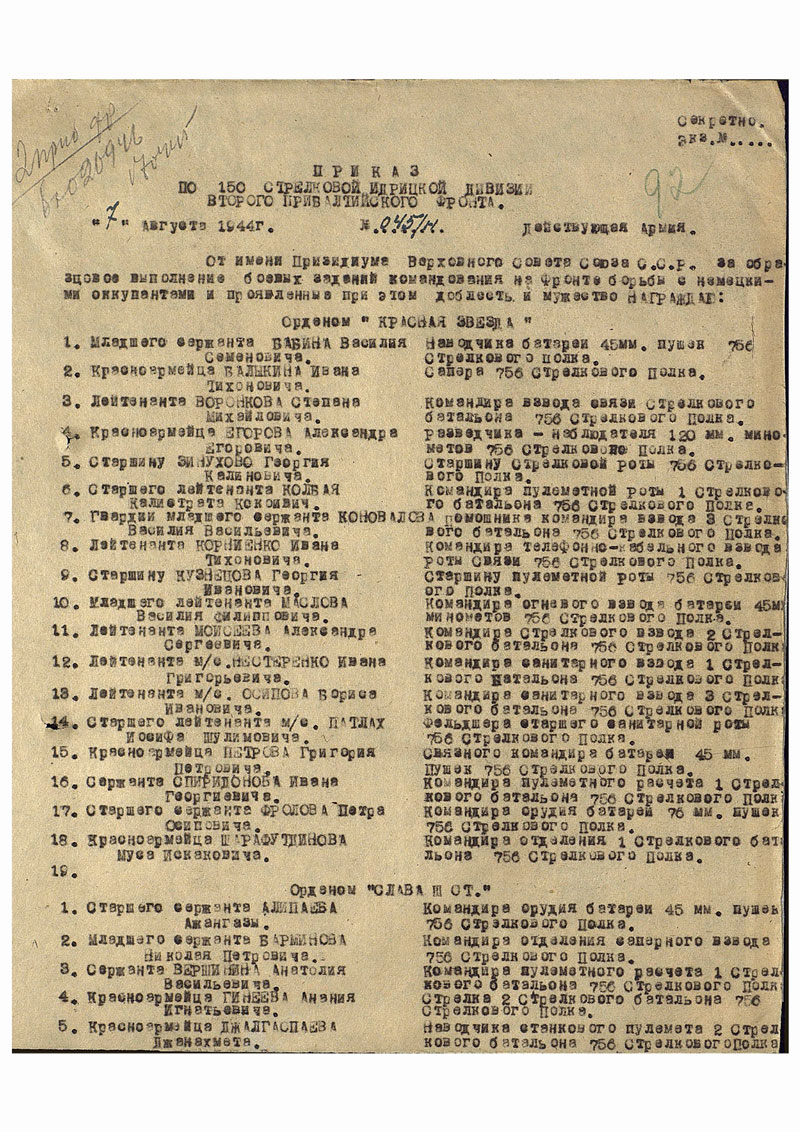 2 приб фр
вх 020946
Секретно.
Экз.№.....
92
ПРИКАЗ
ПО 150 СТРЕЛКОВОЙ ИДРИЦКОЙ ДИВИЗИИ
ВТОРОГО ПРИБАЛТИЙСКОГО ФРОНТА.
"7" Августа 1944г. №.045/н. Действующая Армия.
От имени Президиума Верховного Совета Союза С.С.Р. за обра-
зцовое выполнение боевых заданий командования на фронте борьбы с немецки-
ми оккупантами и проявленные при этом доблесть и мужество НАГРАЖДАЮ:
Орденом " КРАСНАЯ ЗВЕЗДА "
1. Младшего сержанта БАБИНА Василия Наводчика батареи 45мм. пушек 756
Семеновича. Стрелкового полка.
2. Красноармейца БАЛЫКИНА Ивана Сапера 756 Стрелкового Полка.
Тихоновича.
3. Лейтенанта ВОРОНКОВА Степана Командира взвода связи Стрелкового
Михайловича. батальона 756 Стрелкового Полка.
4. Красноармейца ЕГОРОВА Александра разведчика - наблюдателя 120 мм. мино-
Егоровича. метов 756 Стрелкового Полка.
5. Старшину ЗИНУХОВО Георгия Старшину Стрелковой роты 756 Стрелко-
Калиновича. вого Полка.
6. Старшего лейтенанта КОЛБАЯ Командира пулеметной роты 1 Стрелково-
Калистрата Кокоивич. го батальона 756 Стрелкового Полка.
7. Гвардии младшего сержанта КОНОВАЛОВА помошника командира взвода 3 Стрелко
Василия Васильевича. вого батальона 756 Стрелкового Полка.
8. Лейтенанта КОРНИЕНКО Ивана Командира телефонно-кабельного взвода
Тихоновича. роты Связи 756 Стрелкового Полка.
9. Старшину КУЗНЕЦОВА Георгия Старшину пулеметной роты 756 Стрелков-
Ивановича. ого Полка.
10. Младшего лейтенанта МАСЛОВА Командира огневого взвода батареи 45мм
Василия Филипповича. минометов 756 Стрелкового Полка.
11. Лейтенанта МОИСЕЕВА Александра Командира Стрелкового взвода 2 Стрел-
Сергеевича. кового батальона 756 Стрелкового Полк
12. Лейтенанта м/с.НЕСТЕРЕНКО Ивана Командира санитарного взвода 1 Стрел-
Григорьевича. кового батальона 756 Стрелкового Полк
13. Лейтенанта м/с. ОСИПОВА Бориса Командира санитарного взвода 3 Стрел-
Ивановича. кового батальона 756 Стрелкового Полк
14. Старшего лейтенанта м/с. ПАТЛАХ Фельдшера старшего санитарной роты
Иосифа Шулимовича. 756 Стрелкового Полка.
15. Красноармейца ПЕТРОВА Григория Связного командира батареи 45 мм.
Петровича. пушек 756 Стрелкового Полка.
16. Сержанта СПИРИДОНОВА Ивана Командира пулеметного расчета 1 Стрел-
Георгиевича. кового батальона 756 Стрелкового Полк
17. Старшего сержанта ФРОЛОВА Петра Командира орудия батареи 76 мм. пушек
Осиповича. 756 Стрелкового Полка.
18. Красноармейца ШАРАФУТДИНОВА Командира отделения 1 Стрелкового бата
Муса Искаковича. льона 756 Стрелкового Полка.
19.
Орденом "СЛАВА Ш СТ."
1. Старшего сержанта АЛИПАЕВА Командира орудия батареи 45 мм. пушек
Ажангазы. 756 Стрелкового Полка.
2. Младшего сержанта БАРМИНОВА Командира отделения саперного взвода
Николая Петровича. 756 Стрелкового Полка.
3. Сержанта ВЕРШИНИНА Анатолия Командира пулеметного расчета 1 Стрел-
Васильевича. кового батальона 756 Стрелкового Полк
4. Красноармейца ГИНЕЕВА Анания Стрелка 2 Стрелкового батальона 756
Игнатьевича. Стрелкового Полка.
5. Красноармейца ДЖАЛГАСПАЕВА Наводчика станкового пулемета 2 Стрел
Джанахмета. кового батальона 756 СтрелковогоПолка